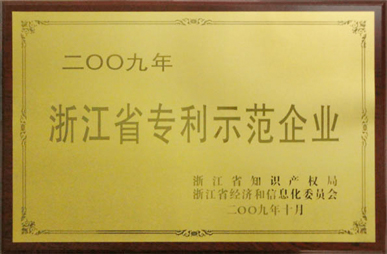 二〇〇九年
浙江省专利示范企业
浙江省知识产权局
浙江省经济和信息化委员会
二〇〇九年十月